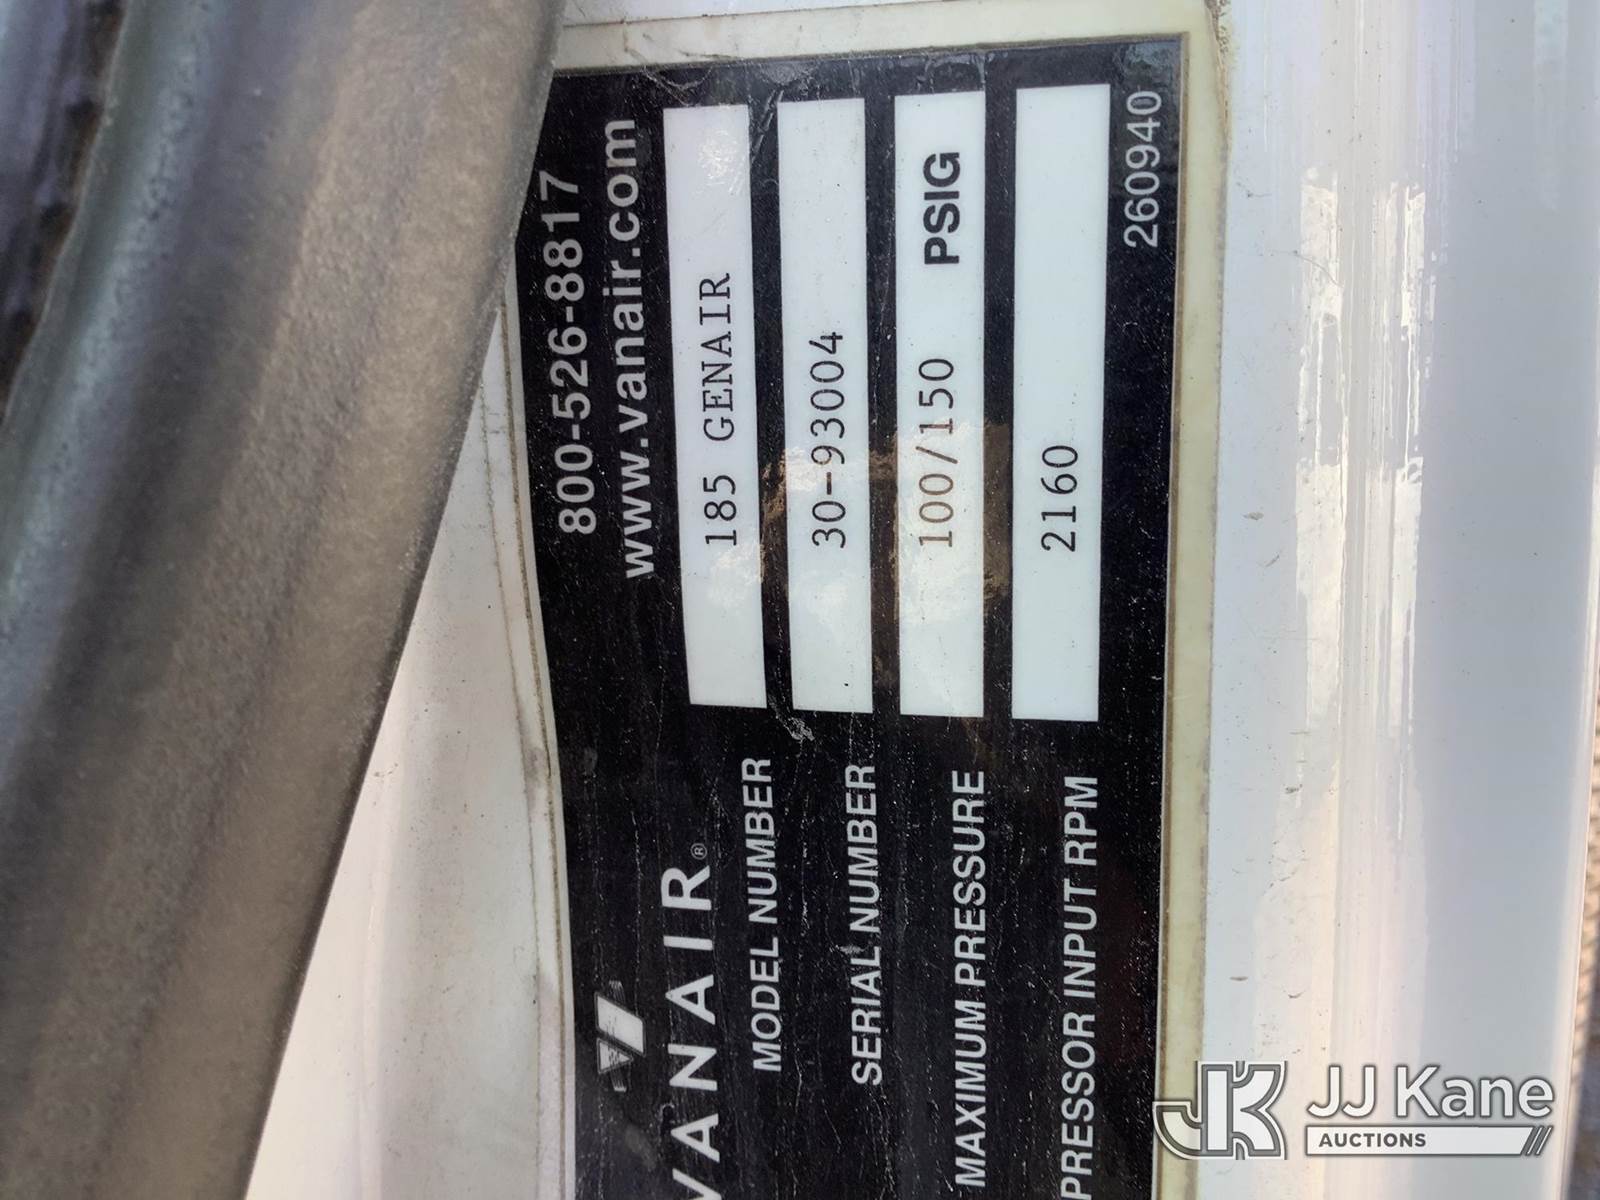 VANAIR®
800-526-8817
www.vanair.com
MODEL NUMBER 185 GENAIR
SERIAL NUMBER 30-93004
MAXIMUM PRESSURE 100/150 PSIG
PRESSOR INPUT RPM 2160
260940
JK JJ Kane
AUCTIONS